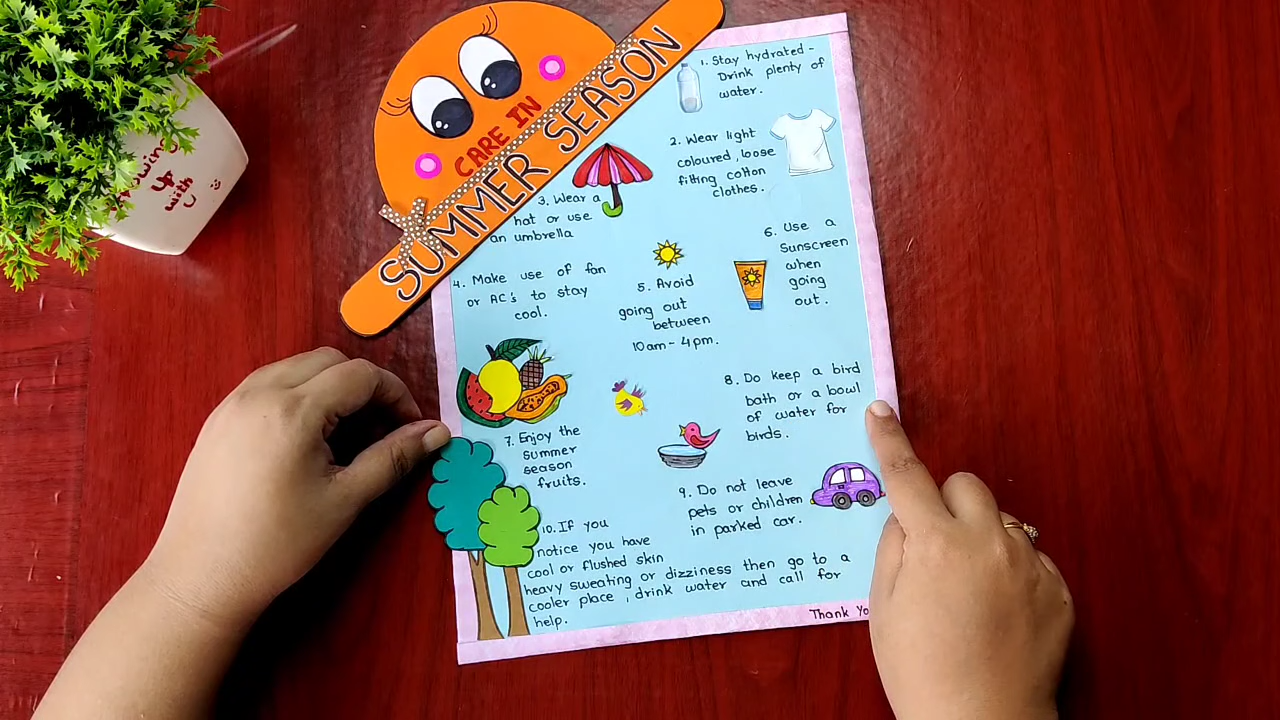 CARE IN
SUMMER SEASON
1. Stay hydrated -
Drink plenty of
water.
2. Wear light
coloured, loose
fitting cotton
clothes.
3. Wear a
hat or use
an umbrella
4. Make use of fan
or AC's to stay
cool.
5. Avoid
going out
between
10am - 4pm.
6. Use a
Sunscreen
when
going
out.
7. Enjoy the
summer
season
fruits.
8. Do keep a bird
bath or a bowl
of water for
birds.
9. Do not leave
pets or children
in parked car.
10. If you
notice you have
cool or flushed skin
heavy sweating or dizziness then go to a
cooler place, drink water and call for
help.
Thank Yo
up
with